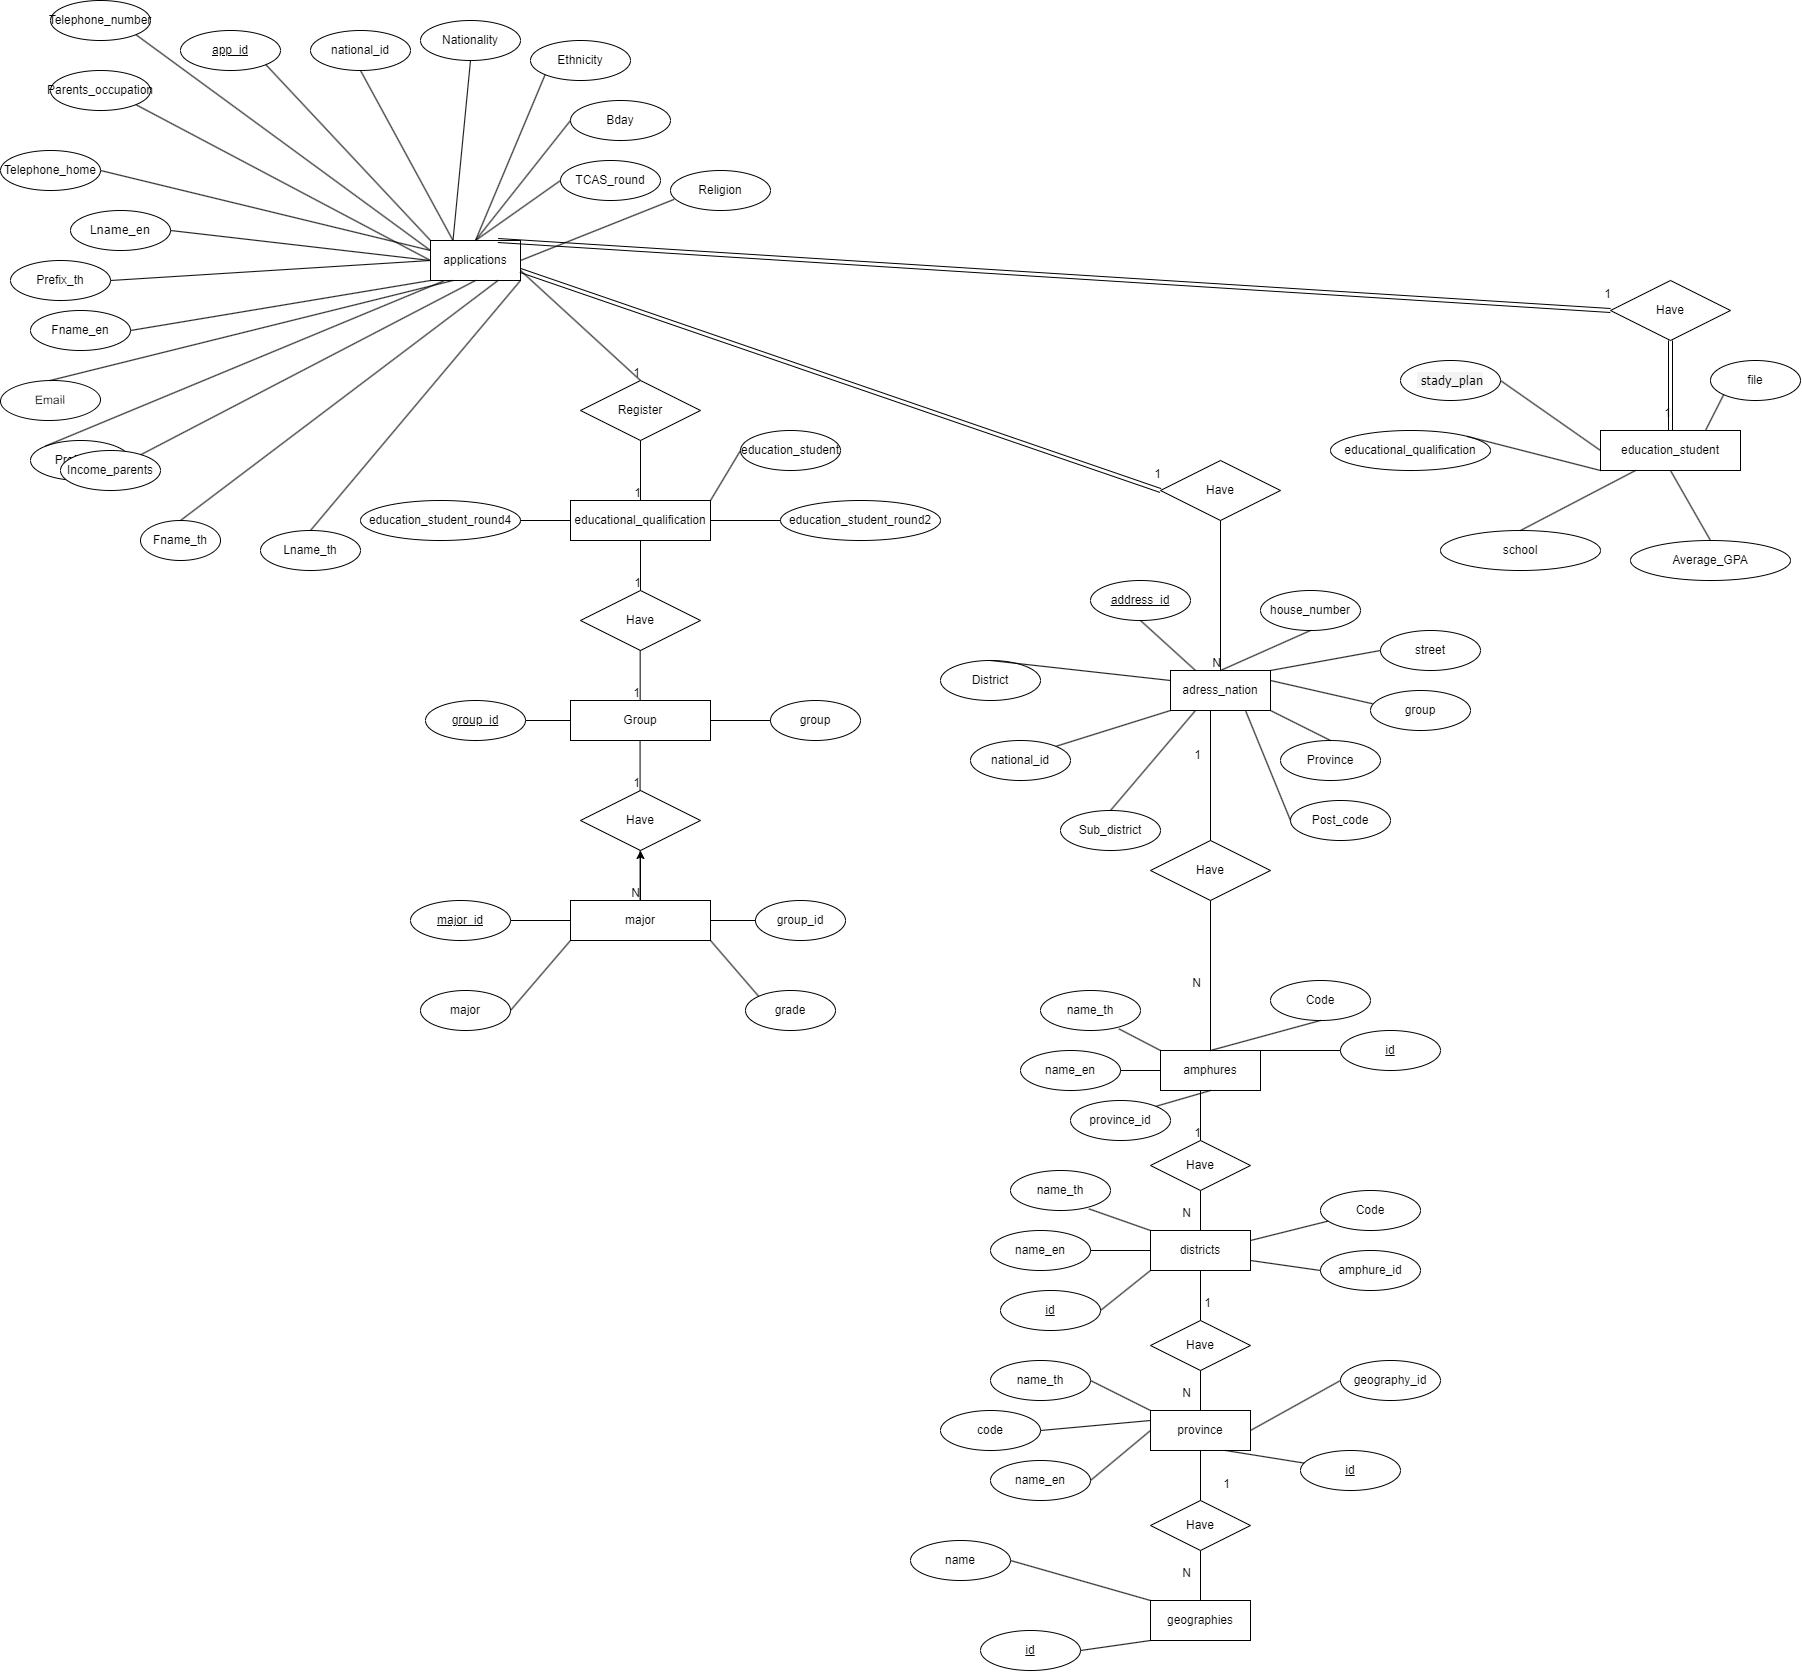 Telephone_number
app_id
national_id
Nationality
Ethnicity
Parents_occupation
Bday
Telephone_home
TCAS_round
Religion
Lname_en
applications
Prefix_th
Fname_en
1
Have
1
Register
stady_plan
file
Email
1
educational_qualification
education_student
education_student
Income_parents
1
Have
1
education_student_round4
educational_qualification
education_student_round2
Fname_th
Lname_th
school
Average_GPA
1
Have
address_id
house_number
street
N
District
adress_nation
group
1
group_id
Group
group
national_id
1
Province
1
Have
Sub_district
Post_code
Have
N
major_id
major
group_id
N
major
grade
name_th
Code
id
name_en
amphures
province_id
1
Have
name_th
N
Code
name_en
districts
amphure_id
id
1
Have
name_th
N
geography_id
code
province
name_en
id
1
Have
name
N
geographies
id